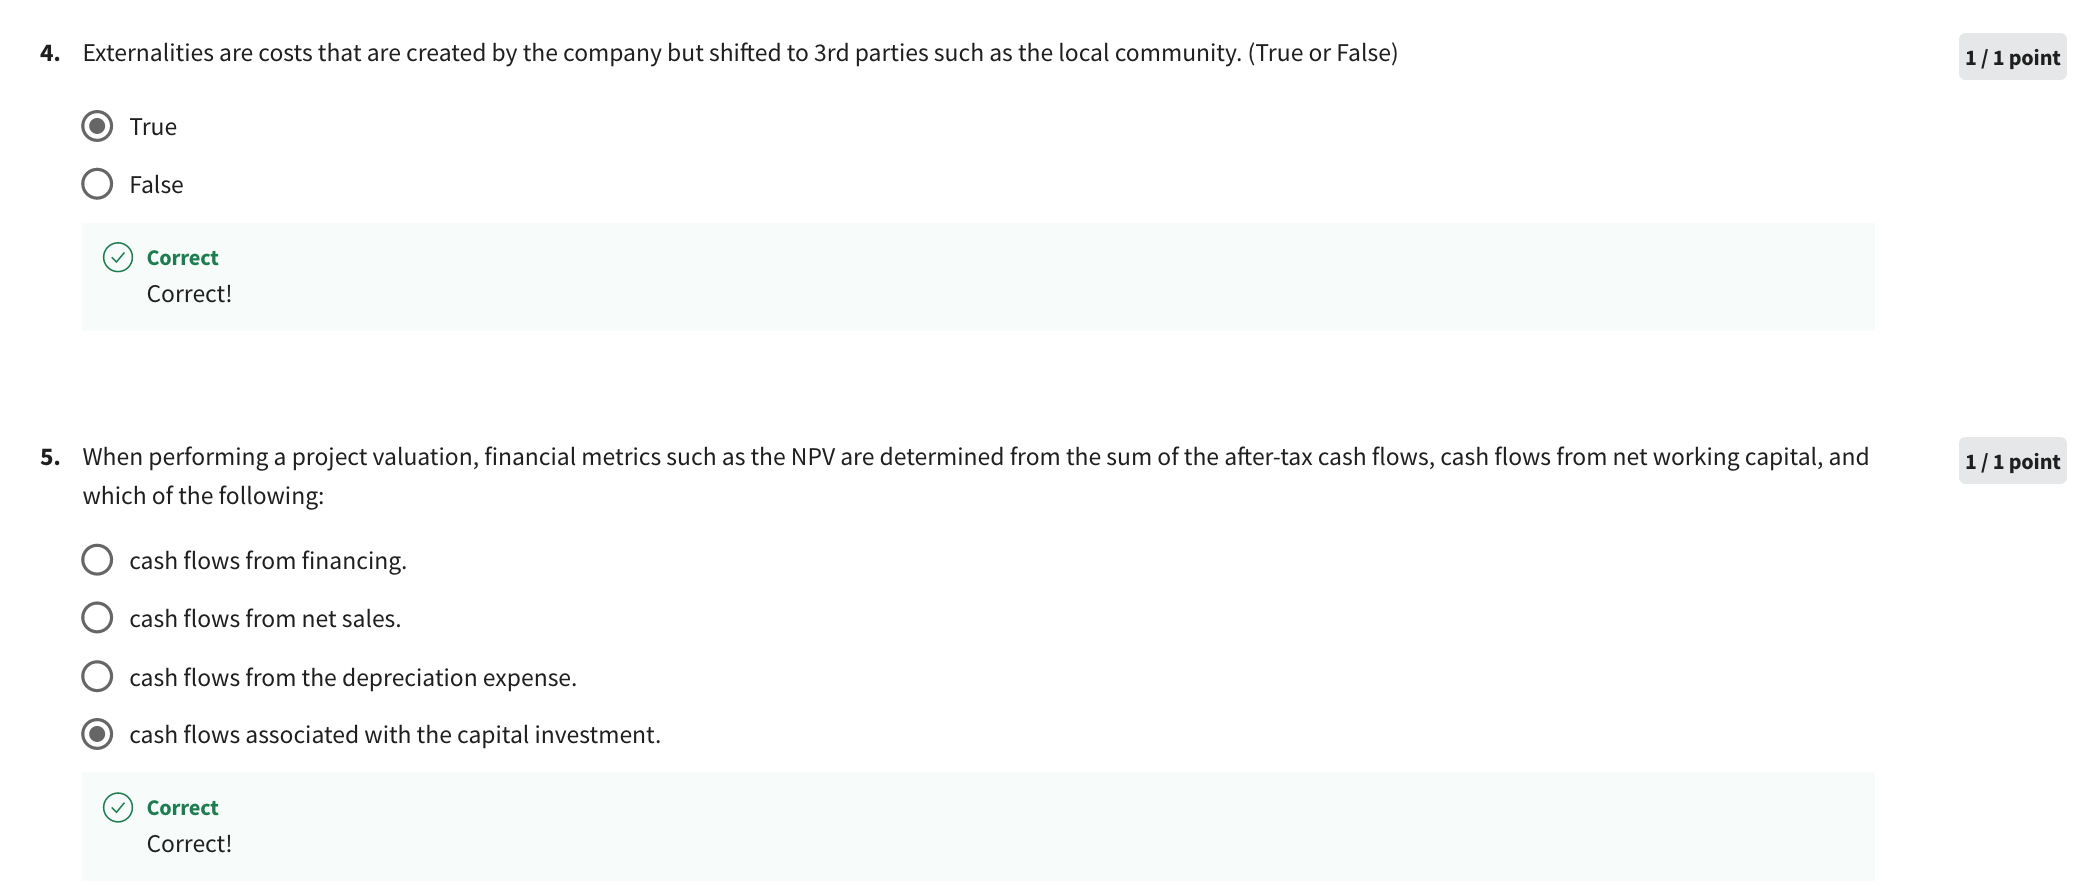 4. Externalities are costs that are created by the company but shifted to 3rd parties such as the local community. (True or False)
1 / 1 point
True
False
Correct
Correct!
5. When performing a project valuation, financial metrics such as the NPV are determined from the sum of the after-tax cash flows, cash flows from net working capital, and
1 / 1 point
which of the following:
cash flows from financing.
cash flows from net sales.
cash flows from the depreciation expense.
cash flows associated with the capital investment.
Correct
Correct!